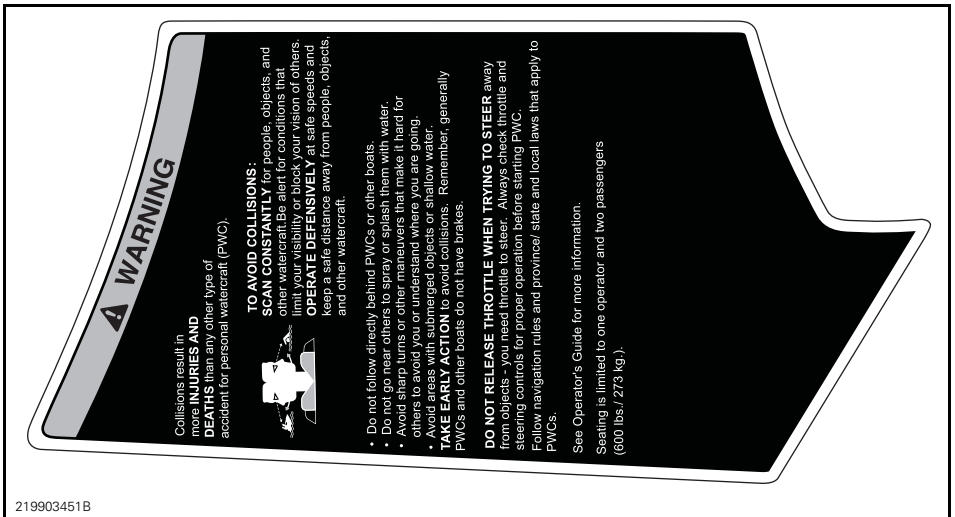 WARNING
Collisions result in
more INJURIES AND
DEATHS than any other type of
accident for personal watercraft (PWC).
TO AVOID COLLISIONS:
SCAN CONSTANTLY for people, objects, and
other watercraft.Be alert for conditions that
limit your visibility or block your vision of others.
OPERATE DEFENSIVELY at safe speeds and
keep a safe distance away from people, objects,
and other watercraft.
• Do not follow directly behind PWCs or other boats.
• Do not go near others to spray or splash them with water.
• Avoid sharp turns or other maneuvers that make it hard for
others to avoid you or understand where you are going.
• Avoid areas with submerged objects or shallow water.
TAKE EARLY ACTION to avoid collisions. Remember, generally
PWCs and other boats do not have brakes.
DO NOT RELEASE THROTTLE WHEN TRYING TO STEER away
from objects - you need throttle to steer. Always check throttle and
steering controls for proper operation before starting PWC.
Follow navigation rules and province/ state and local laws that apply to
PWCs.
See Operator's Guide for more information.
Seating is limited to one operator and two passengers
(600 lbs./ 273 kg.).
219903451B